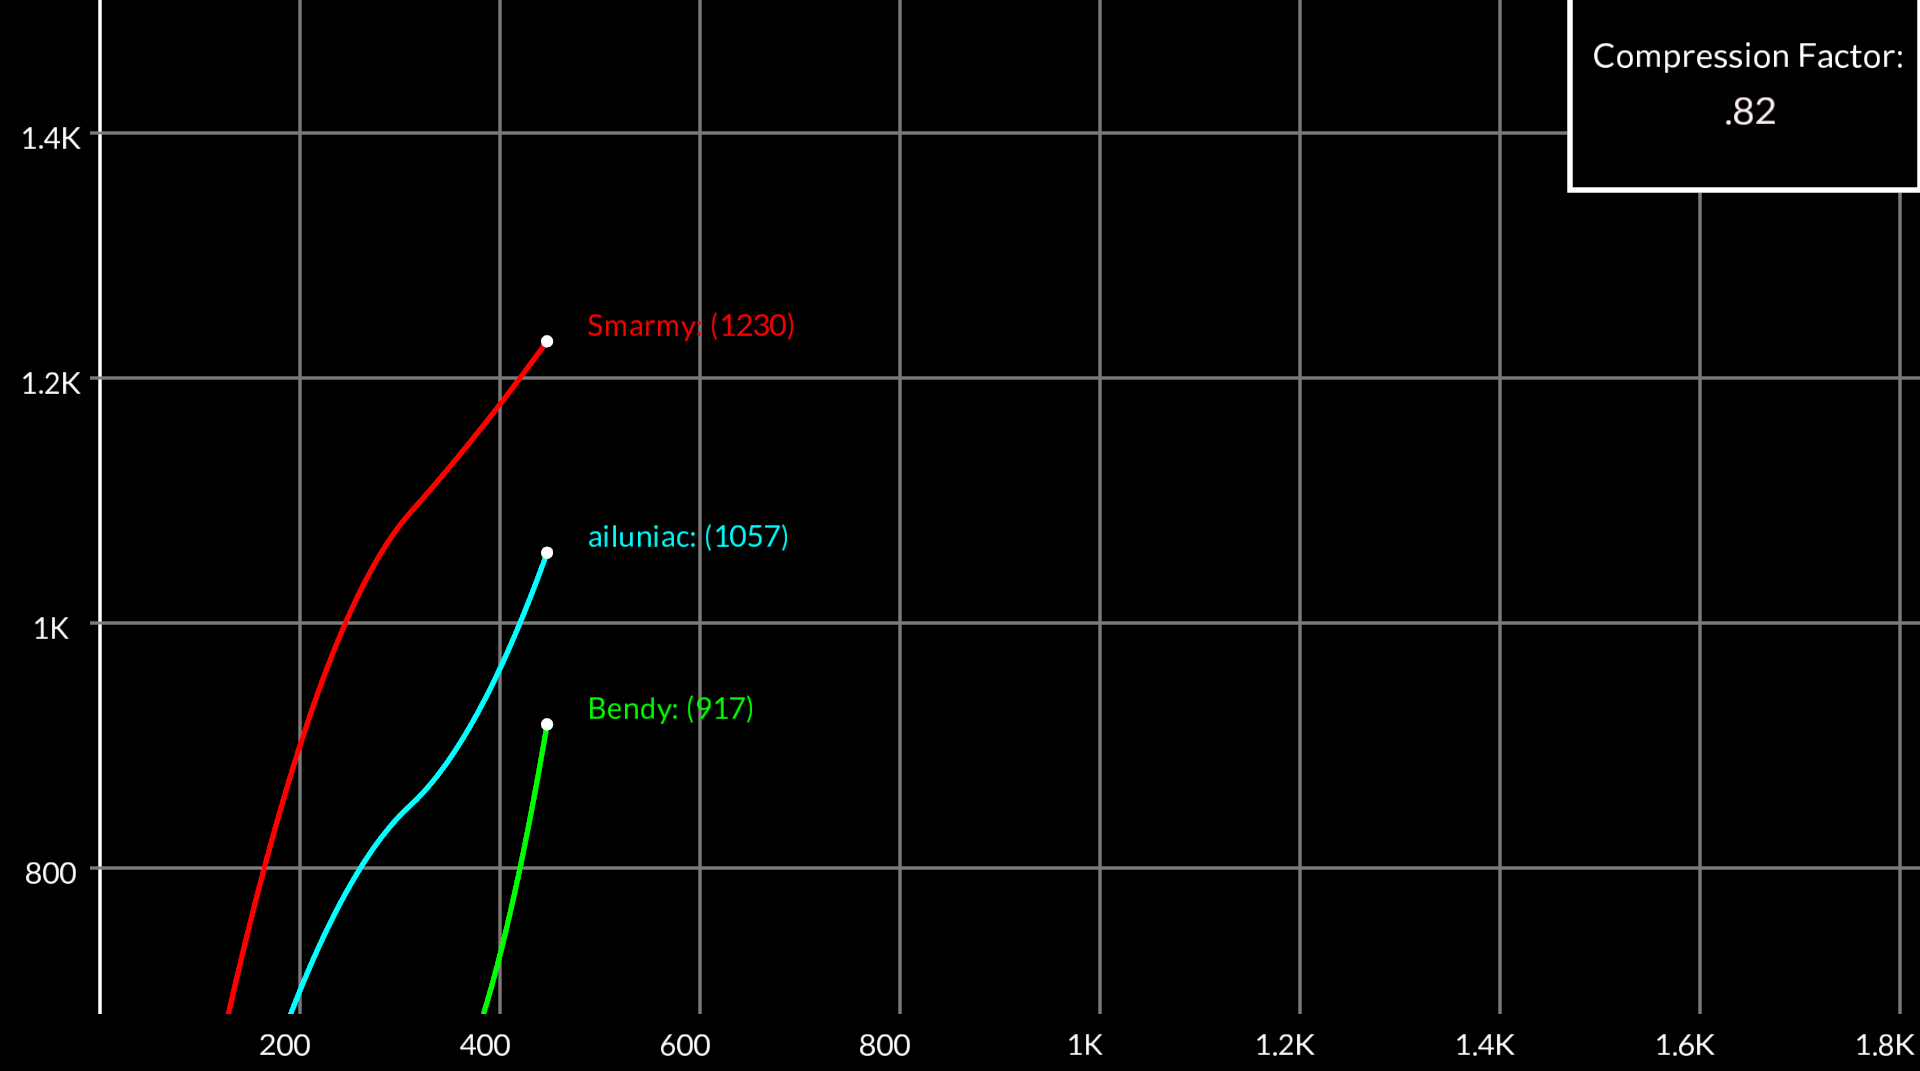 Compression Factor:
.82
1.4K
1.2K
1K
800
Smarmy: (1230)
ailuniac: (1057)
Bendy: (917)
200 400 600 800 1K 1.2K 1.4K 1.6K 1.8K